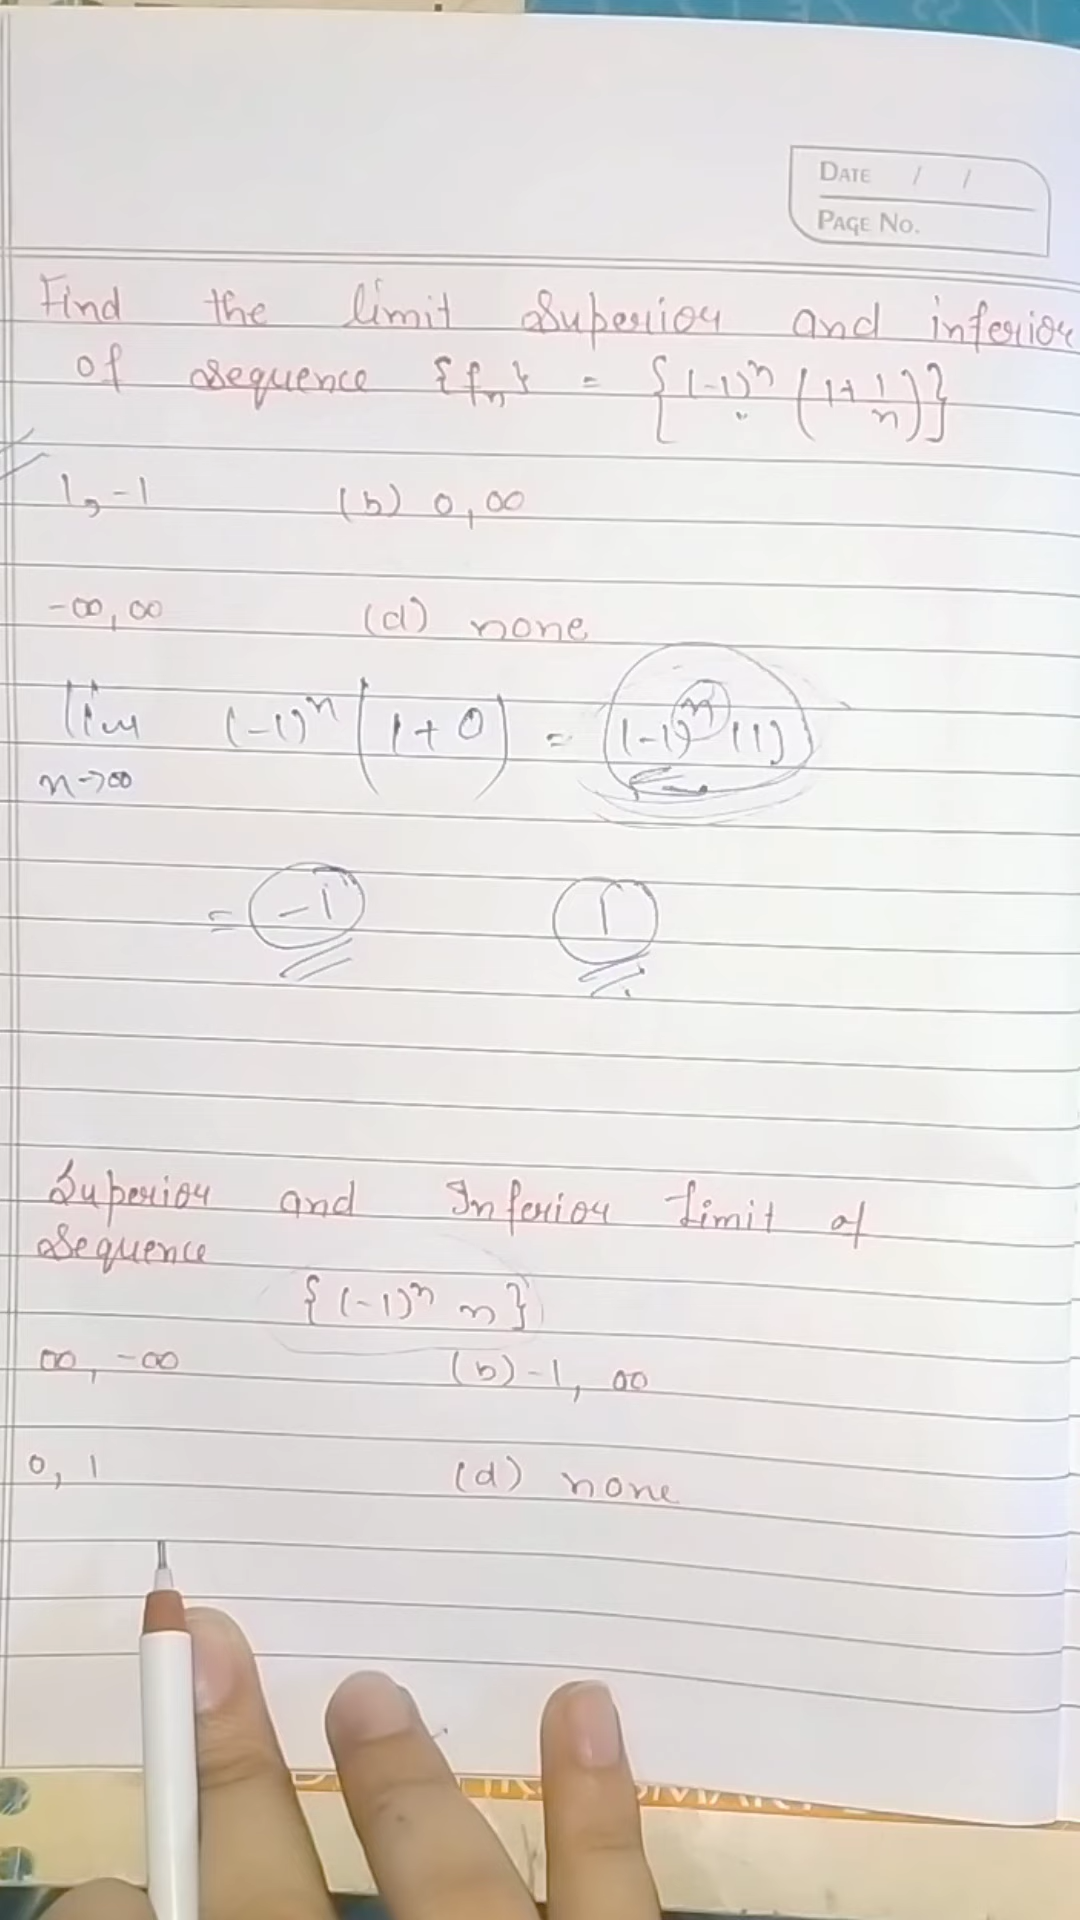 DATE / /
PAGE NO.
Find the limit Superior and inferior
of sequence {fn} = {(-1)ⁿ (1+1/n)}
1, -1 (b) 0, ∞
-∞, ∞ (d) none
lim n→∞ (-1)ⁿ (1+0) = (-1)ⁿ (1)
= -1 1
Superior and Inferior limit of
Sequence
{(-1)ⁿ n}
∞, -∞ (b) -1, ∞
0, 1 (d) none